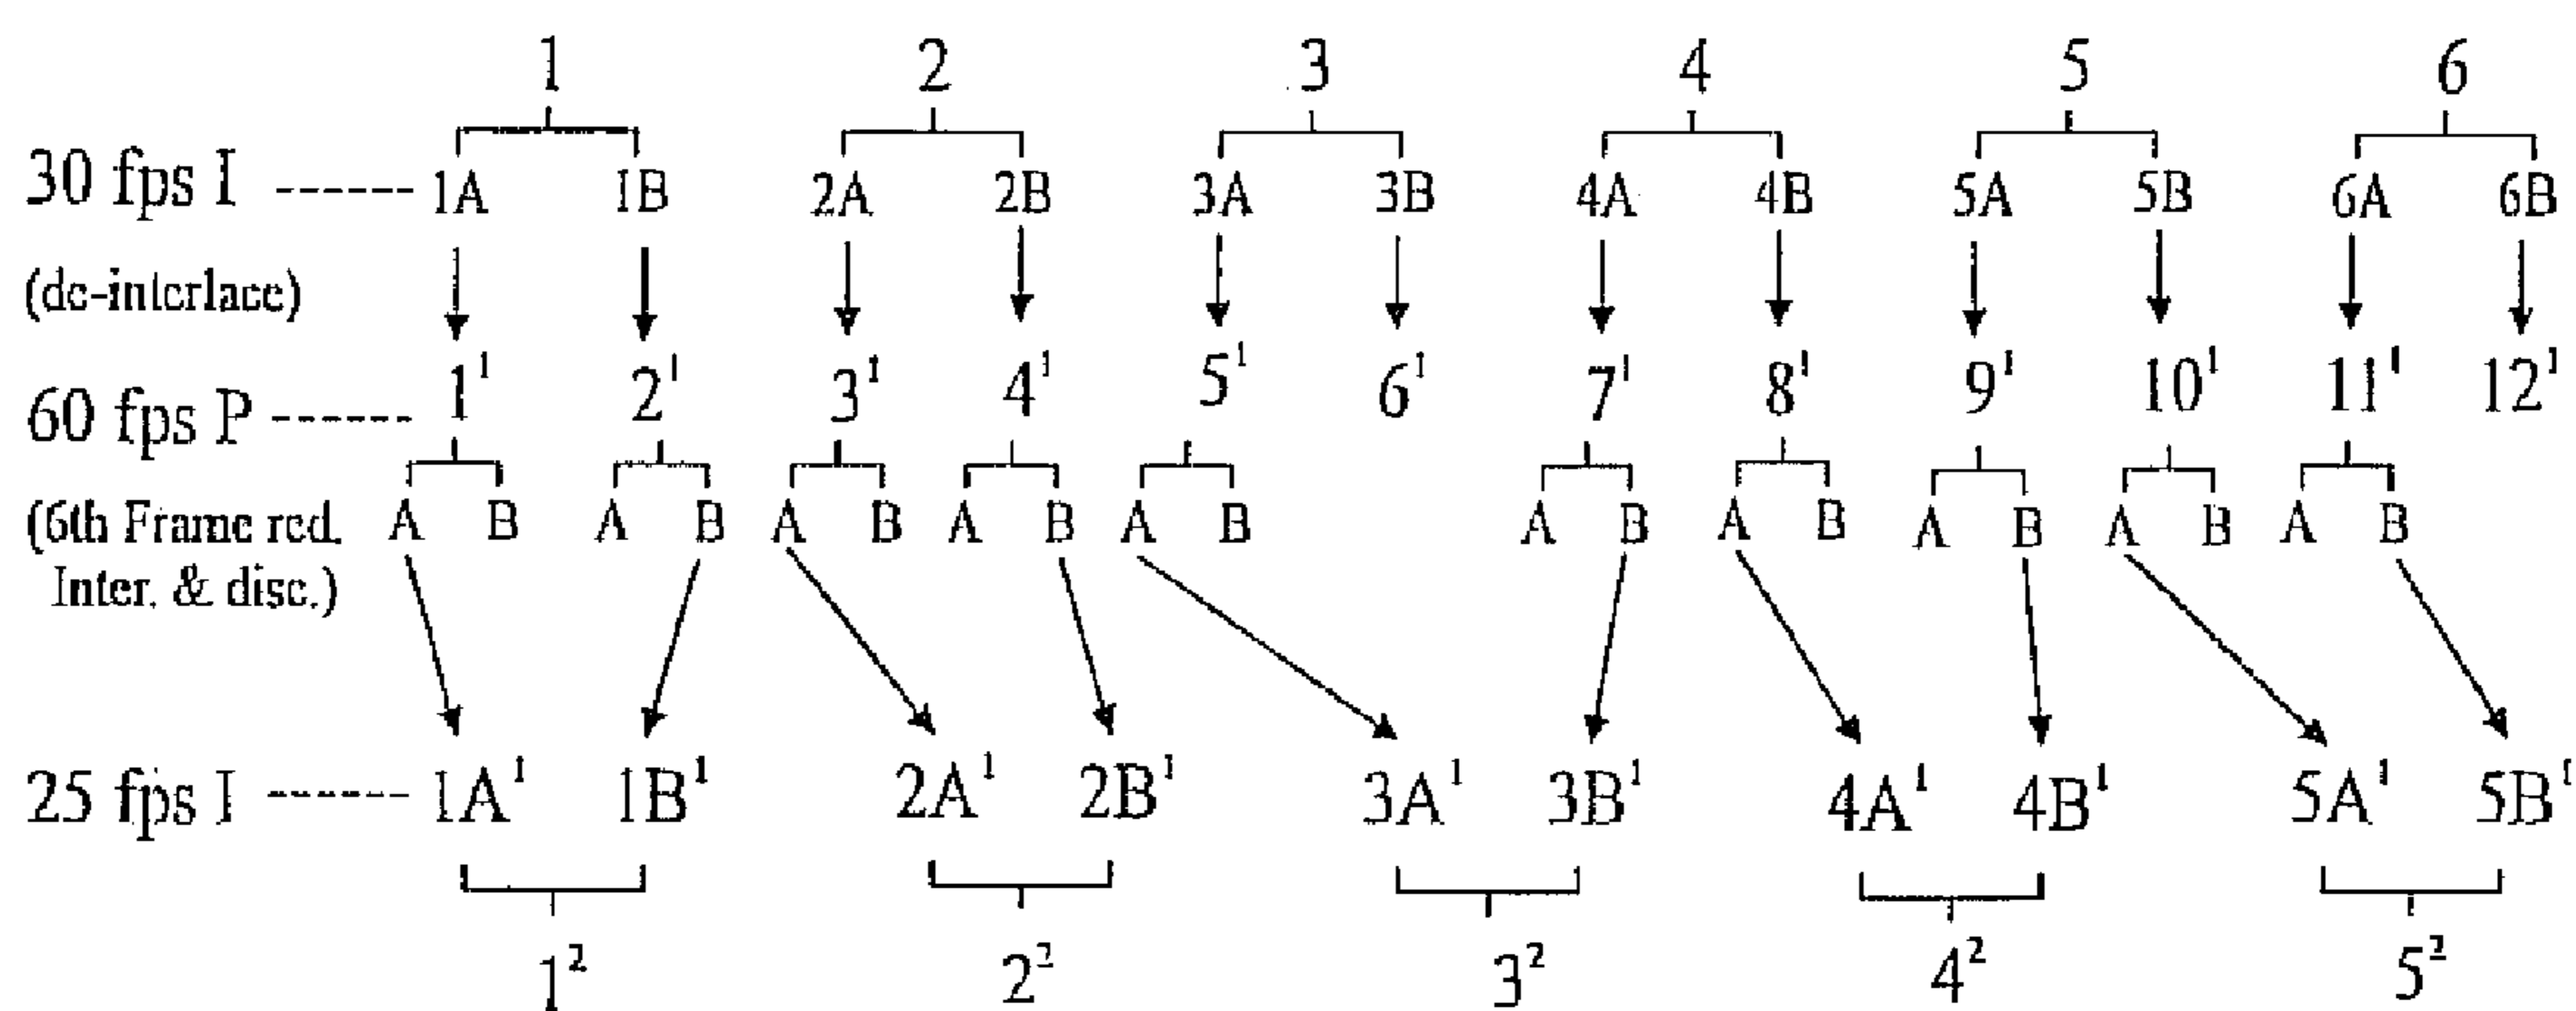 1 2 3 4 5 6
30 fps I ------ 1A 1B 2A 2B 3A 3B 4A 4B 5A 5B 6A 6B
(de-interlace)
1¹ 2¹ 3¹ 4¹ 5¹ 6¹ 7¹ 8¹ 9¹ 10¹ 11¹ 12¹
60 fps P ------
(6th Frame red. A B A B A B A B A B A B A B A B A B A B
Inter. & disc.)
25 fps I ------ 1A¹ 1B¹ 2A¹ 2B¹ 3A¹ 3B¹ 4A¹ 4B¹ 5A¹ 5B¹
1² 2² 3² 4² 5²